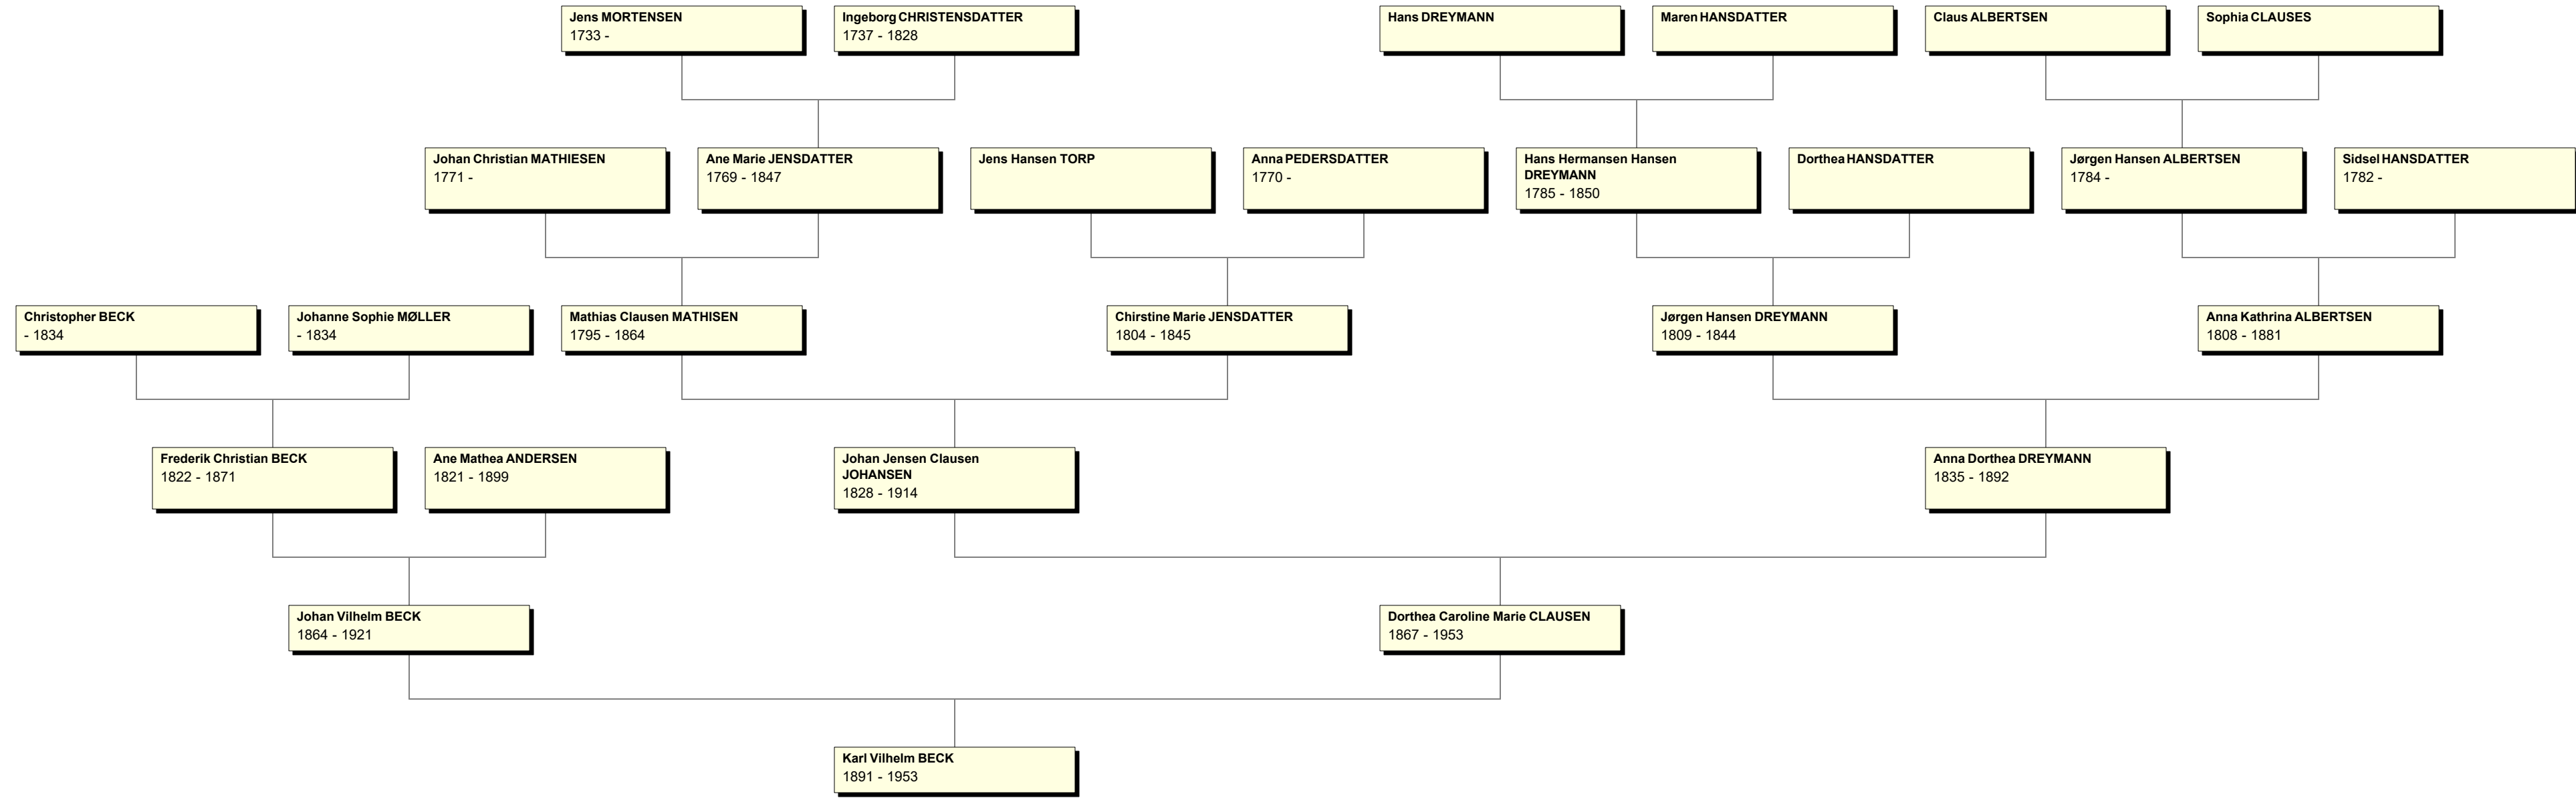 Jens MORTENSEN
1733 -
Ingeborg CHRISTENSDATTER
1737 - 1828
Hans DREYMANN
Maren HANSDATTER
Claus ALBERTSEN
Sophia CLAUSES
Johan Christian MATHIESEN
1771 -
Ane Marie JENSDATTER
1769 - 1847
Jens Hansen TORP
Anna PEDERSDATTER
1770 -
Hans Hermansen Hansen
DREYMANN
1785 - 1850
Dorthea HANSDATTER
Jørgen Hansen ALBERTSEN
1784 -
Sidsel HANSDATTER
1782 -
Christopher BECK
- 1834
Johanne Sophie MØLLER
- 1834
Mathias Clausen MATHISEN
1795 - 1864
Chirstine Marie JENSDATTER
1804 - 1845
Jørgen Hansen DREYMANN
1809 - 1844
Anna Kathrina ALBERTSEN
1808 - 1881
Frederik Christian BECK
1822 - 1871
Ane Mathea ANDERSEN
1821 - 1899
Johan Jensen Clausen
JOHANSEN
1828 - 1914
Anna Dorthea DREYMANN
1835 - 1892
Johan Vilhelm BECK
1864 - 1921
Dorthea Caroline Marie CLAUSEN
1867 - 1953
Karl Vilhelm BECK
1891 - 1953